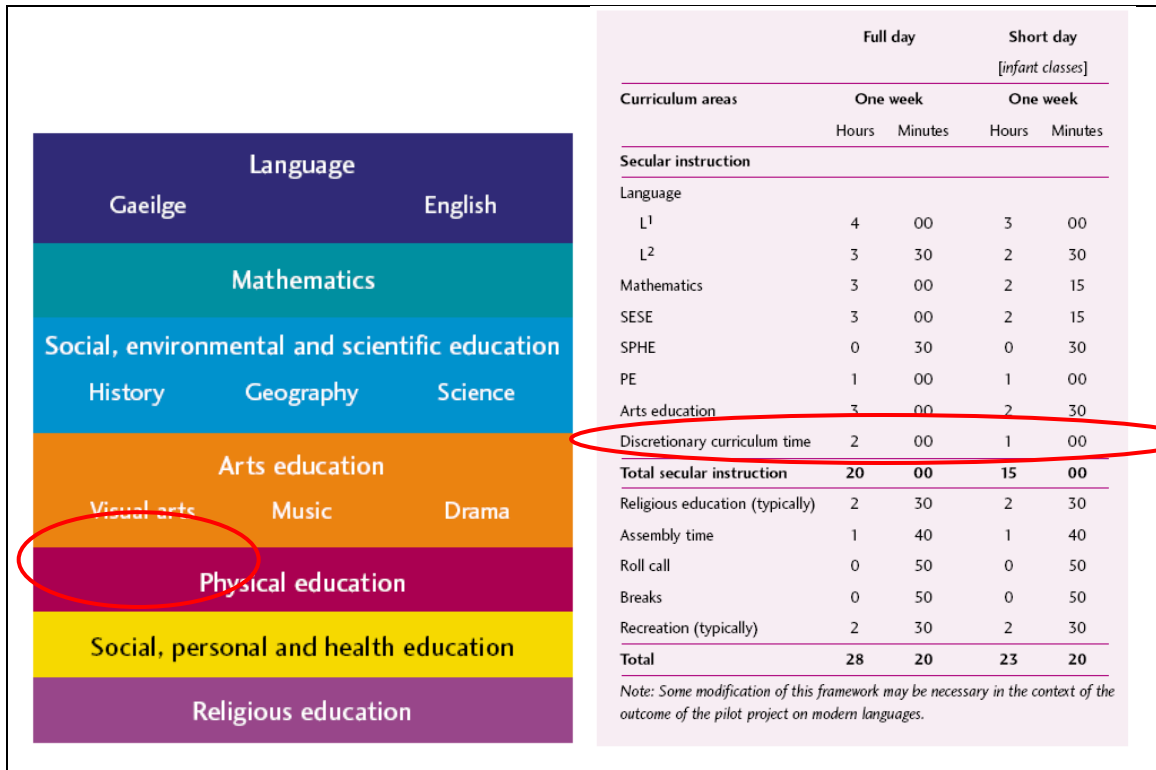 Language
Gaeilge English
Mathematics
Social, environmental and scientific education
History Geography Science
Arts education
Visual arts Music Drama
Physical education
Social, personal and health education
Religious education
Full day Short day
[infant classes]
Curriculum areas One week One week
Hours Minutes Hours Minutes
Secular instruction
Language
L1 4 00 3 00
L2 3 30 2 30
Mathematics 3 00 2 15
SESE 3 00 2 15
SPHE 0 30 0 30
PE 1 00 1 00
Arts education 3 00 2 30
Discretionary curriculum time 2 00 1 00
Total secular instruction 20 00 15 00
Religious education (typically) 2 30 2 30
Assembly time 1 40 1 40
Roll call 0 50 0 50
Breaks 0 50 0 50
Recreation (typically) 2 30 2 30
Total 28 20 23 20
Note: Some modification of this framework may be necessary in the context of the
outcome of the pilot project on modern languages.